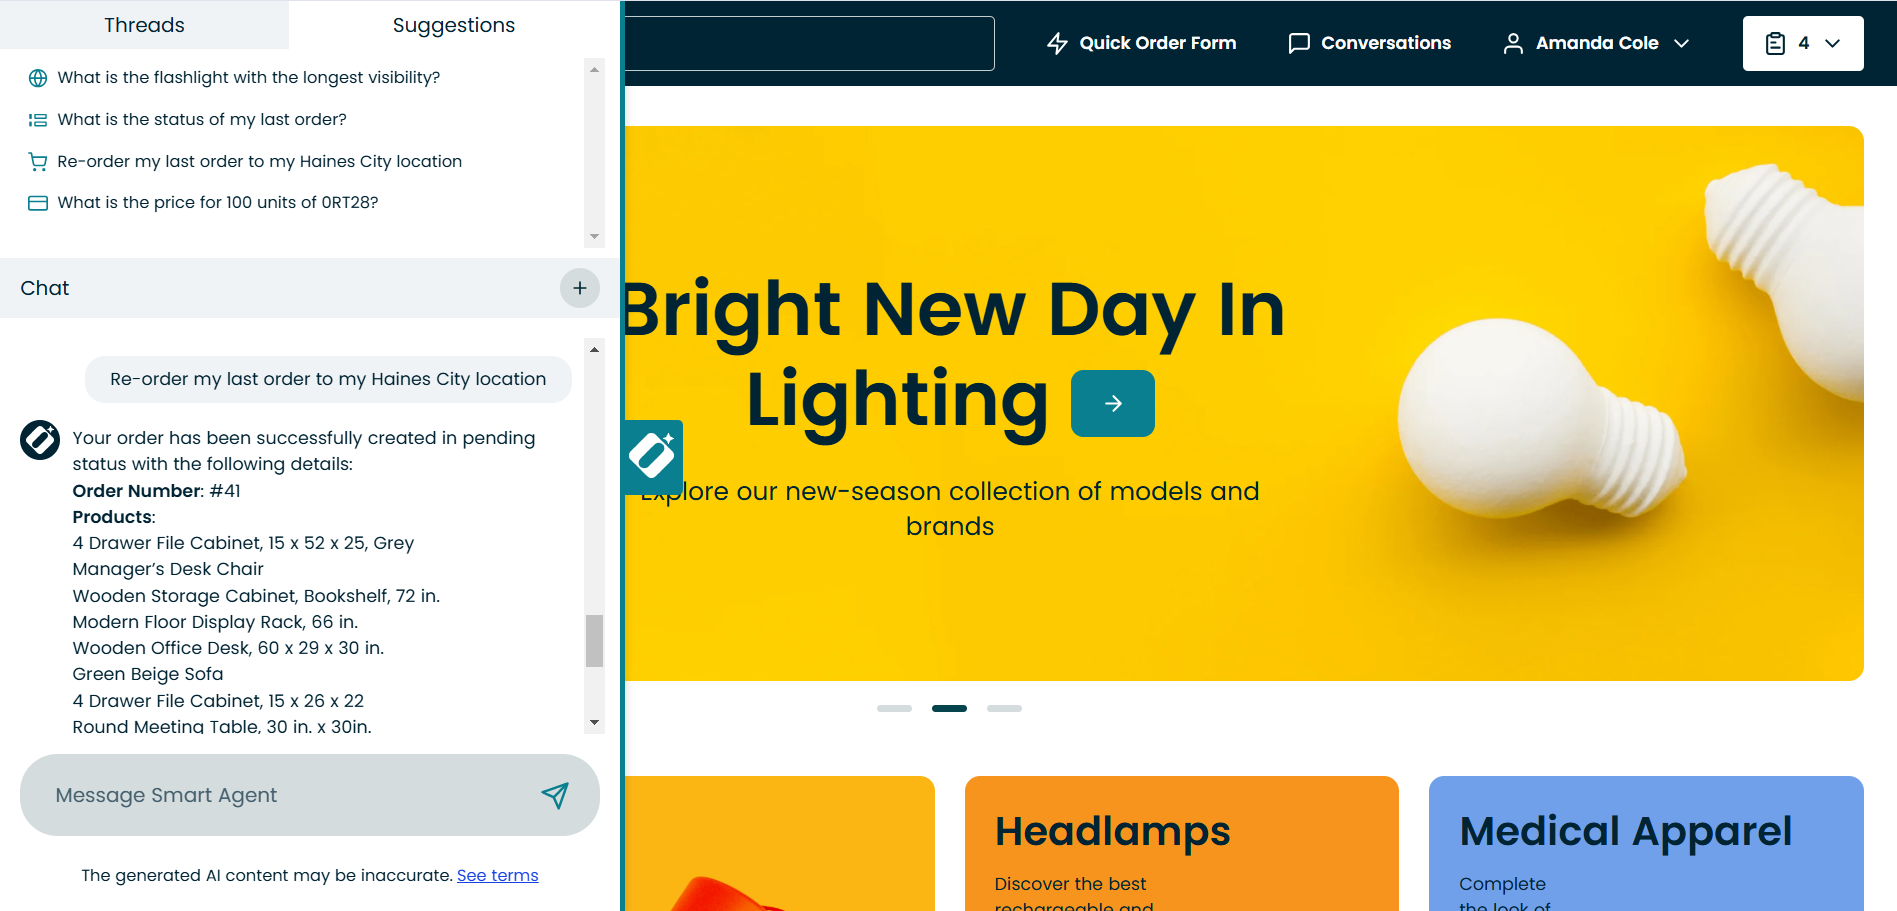 Threads
Suggestions
What is the flashlight with the longest visibility?
What is the status of my last order?
Re-order my last order to my Haines City location
What is the price for 100 units of 0RT28?
Chat
Re-order my last order to my Haines City location
Your order has been successfully created in pending
status with the following details:
Order Number: #41
Products:
4 Drawer File Cabinet, 15 x 52 x 25, Grey
Manager's Desk Chair
Wooden Storage Cabinet, Bookshelf, 72 in.
Modern Floor Display Rack, 66 in.
Wooden Office Desk, 60 x 29 x 30 in.
Green Beige Sofa
4 Drawer File Cabinet, 15 x 26 x 22
Round Meeting Table, 30 in. x 30in.
Message Smart Agent
The generated AI content may be inaccurate. See terms
Quick Order Form
Conversations
Amanda Cole
4
Bright New Day In
Lighting
Explore our new-season collection of models and
brands
Headlamps
Discover the best
rechargeable and
Medical Apparel
Complete
the look of